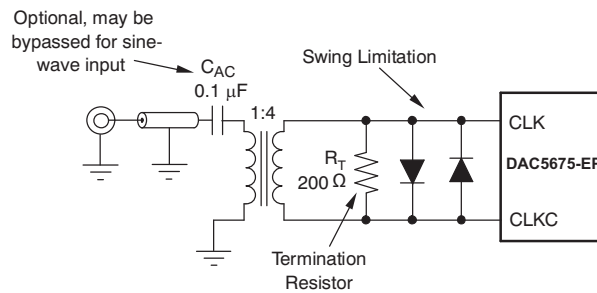 Optional, may be
bypassed for sine-
wave input
Swing Limitation
C_AC
0.1 μF
1:4
CLK
R_T
200 Ω
DAC5675-EP
CLKC
Termination
Resistor